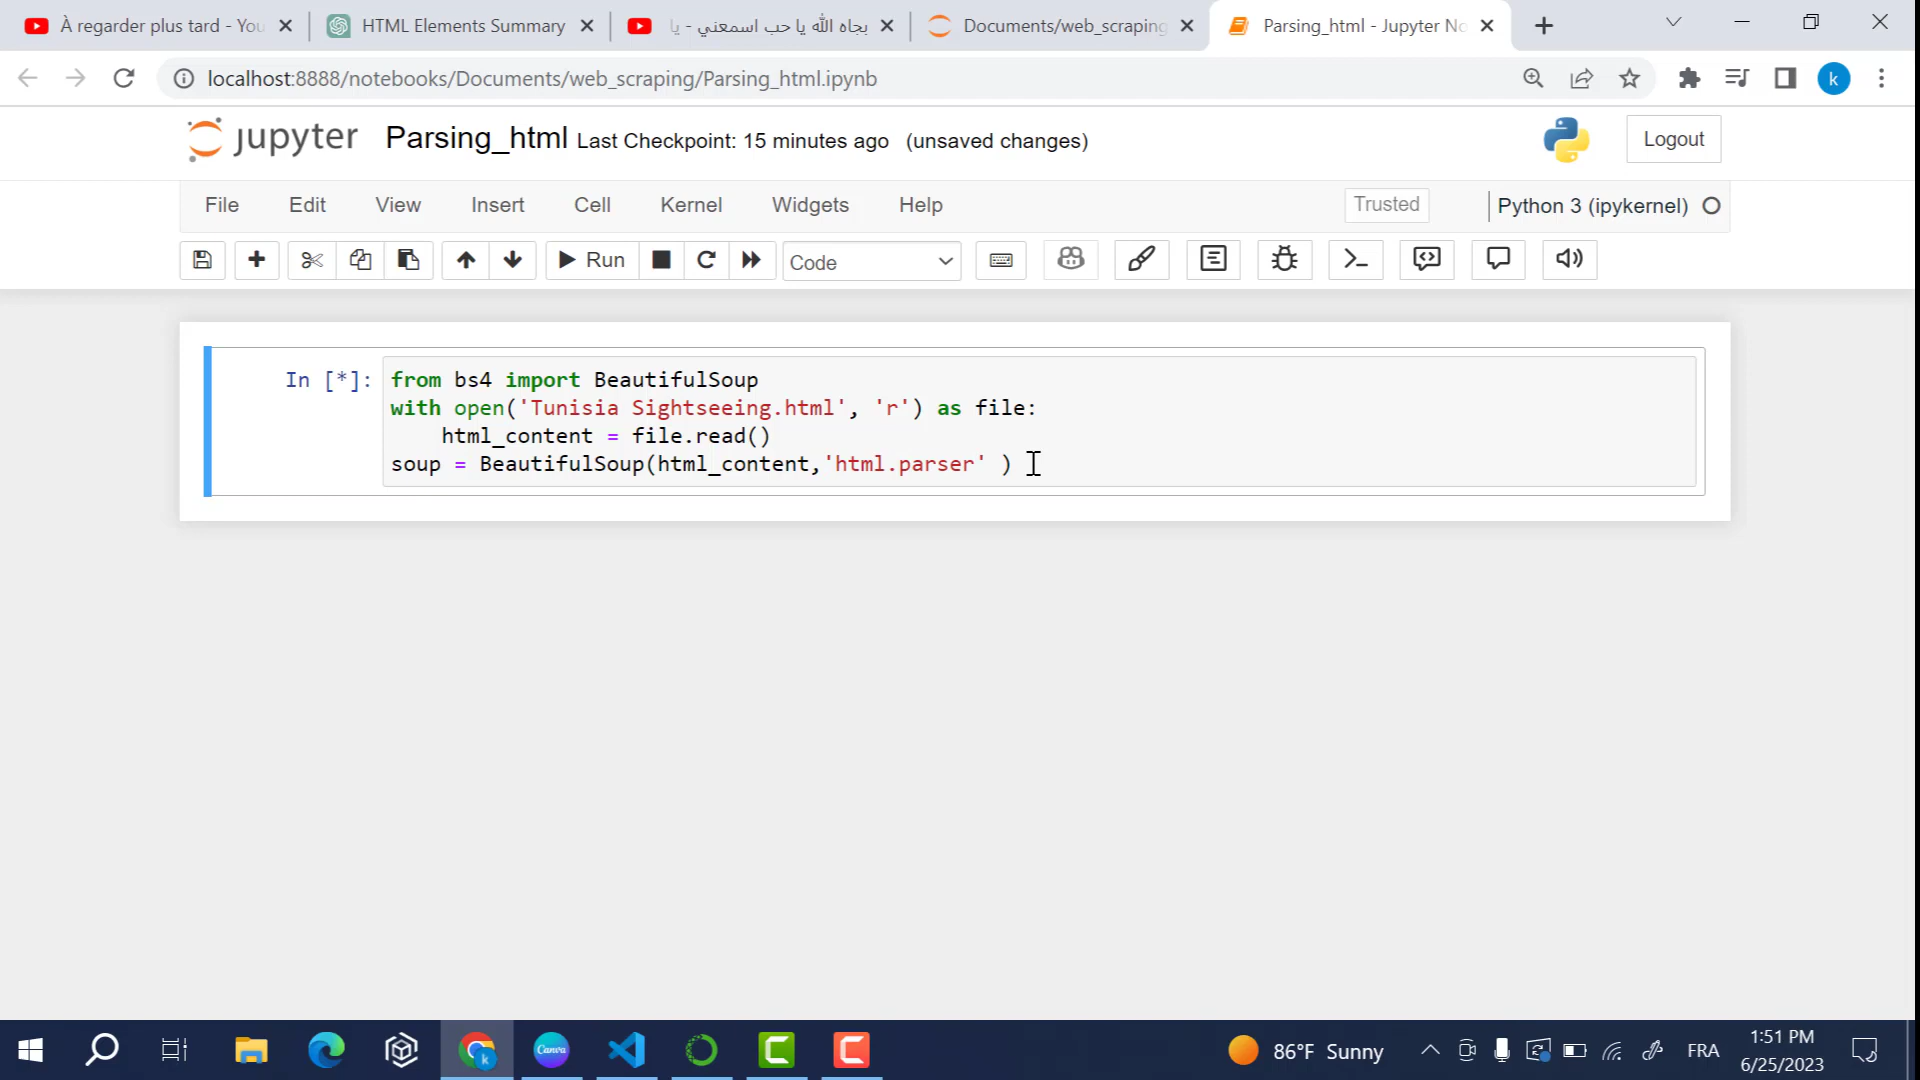 À regarder plus tard - You
HTML Elements Summary
بجاه الله يا حب اسمعني - يا
Documents/web_scraping
Parsing_html - Jupyter No
localhost:8888/notebooks/Documents/web_scraping/Parsing_html.ipynb
k
jupyter Parsing_html Last Checkpoint: 15 minutes ago (unsaved changes)
Logout
File Edit View Insert Cell Kernel Widgets Help
Trusted
Python 3 (ipykernel)
Run
Code
In [*]:
from bs4 import BeautifulSoup
with open('Tunisia Sightseeing.html', 'r') as file:
    html_content = file.read()
soup = BeautifulSoup(html_content,'html.parser' )
k
Canva
86°F Sunny
FRA
1:51 PM
6/25/2023